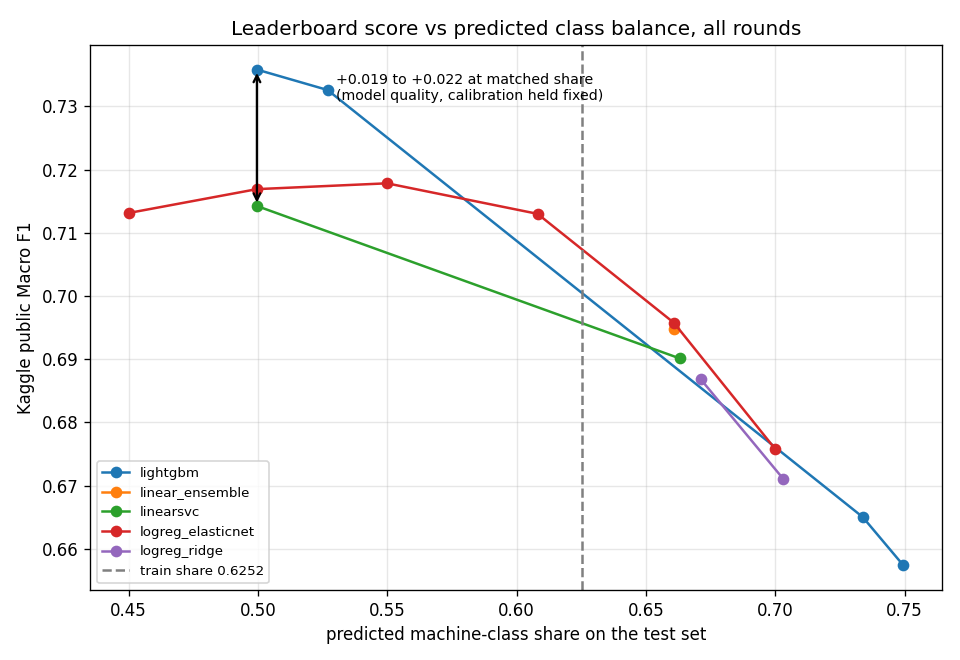 Leaderboard score vs predicted class balance, all rounds
+0.019 to +0.022 at matched share
(model quality, calibration held fixed)
Kaggle public Macro F1
0.73
0.72
0.71
0.70
0.69
0.68
0.67
0.66
lightgbm
linear_ensemble
linearsvc
logreg_elasticnet
logreg_ridge
train share 0.6252
0.45 0.50 0.55 0.60 0.65 0.70 0.75
predicted machine-class share on the test set